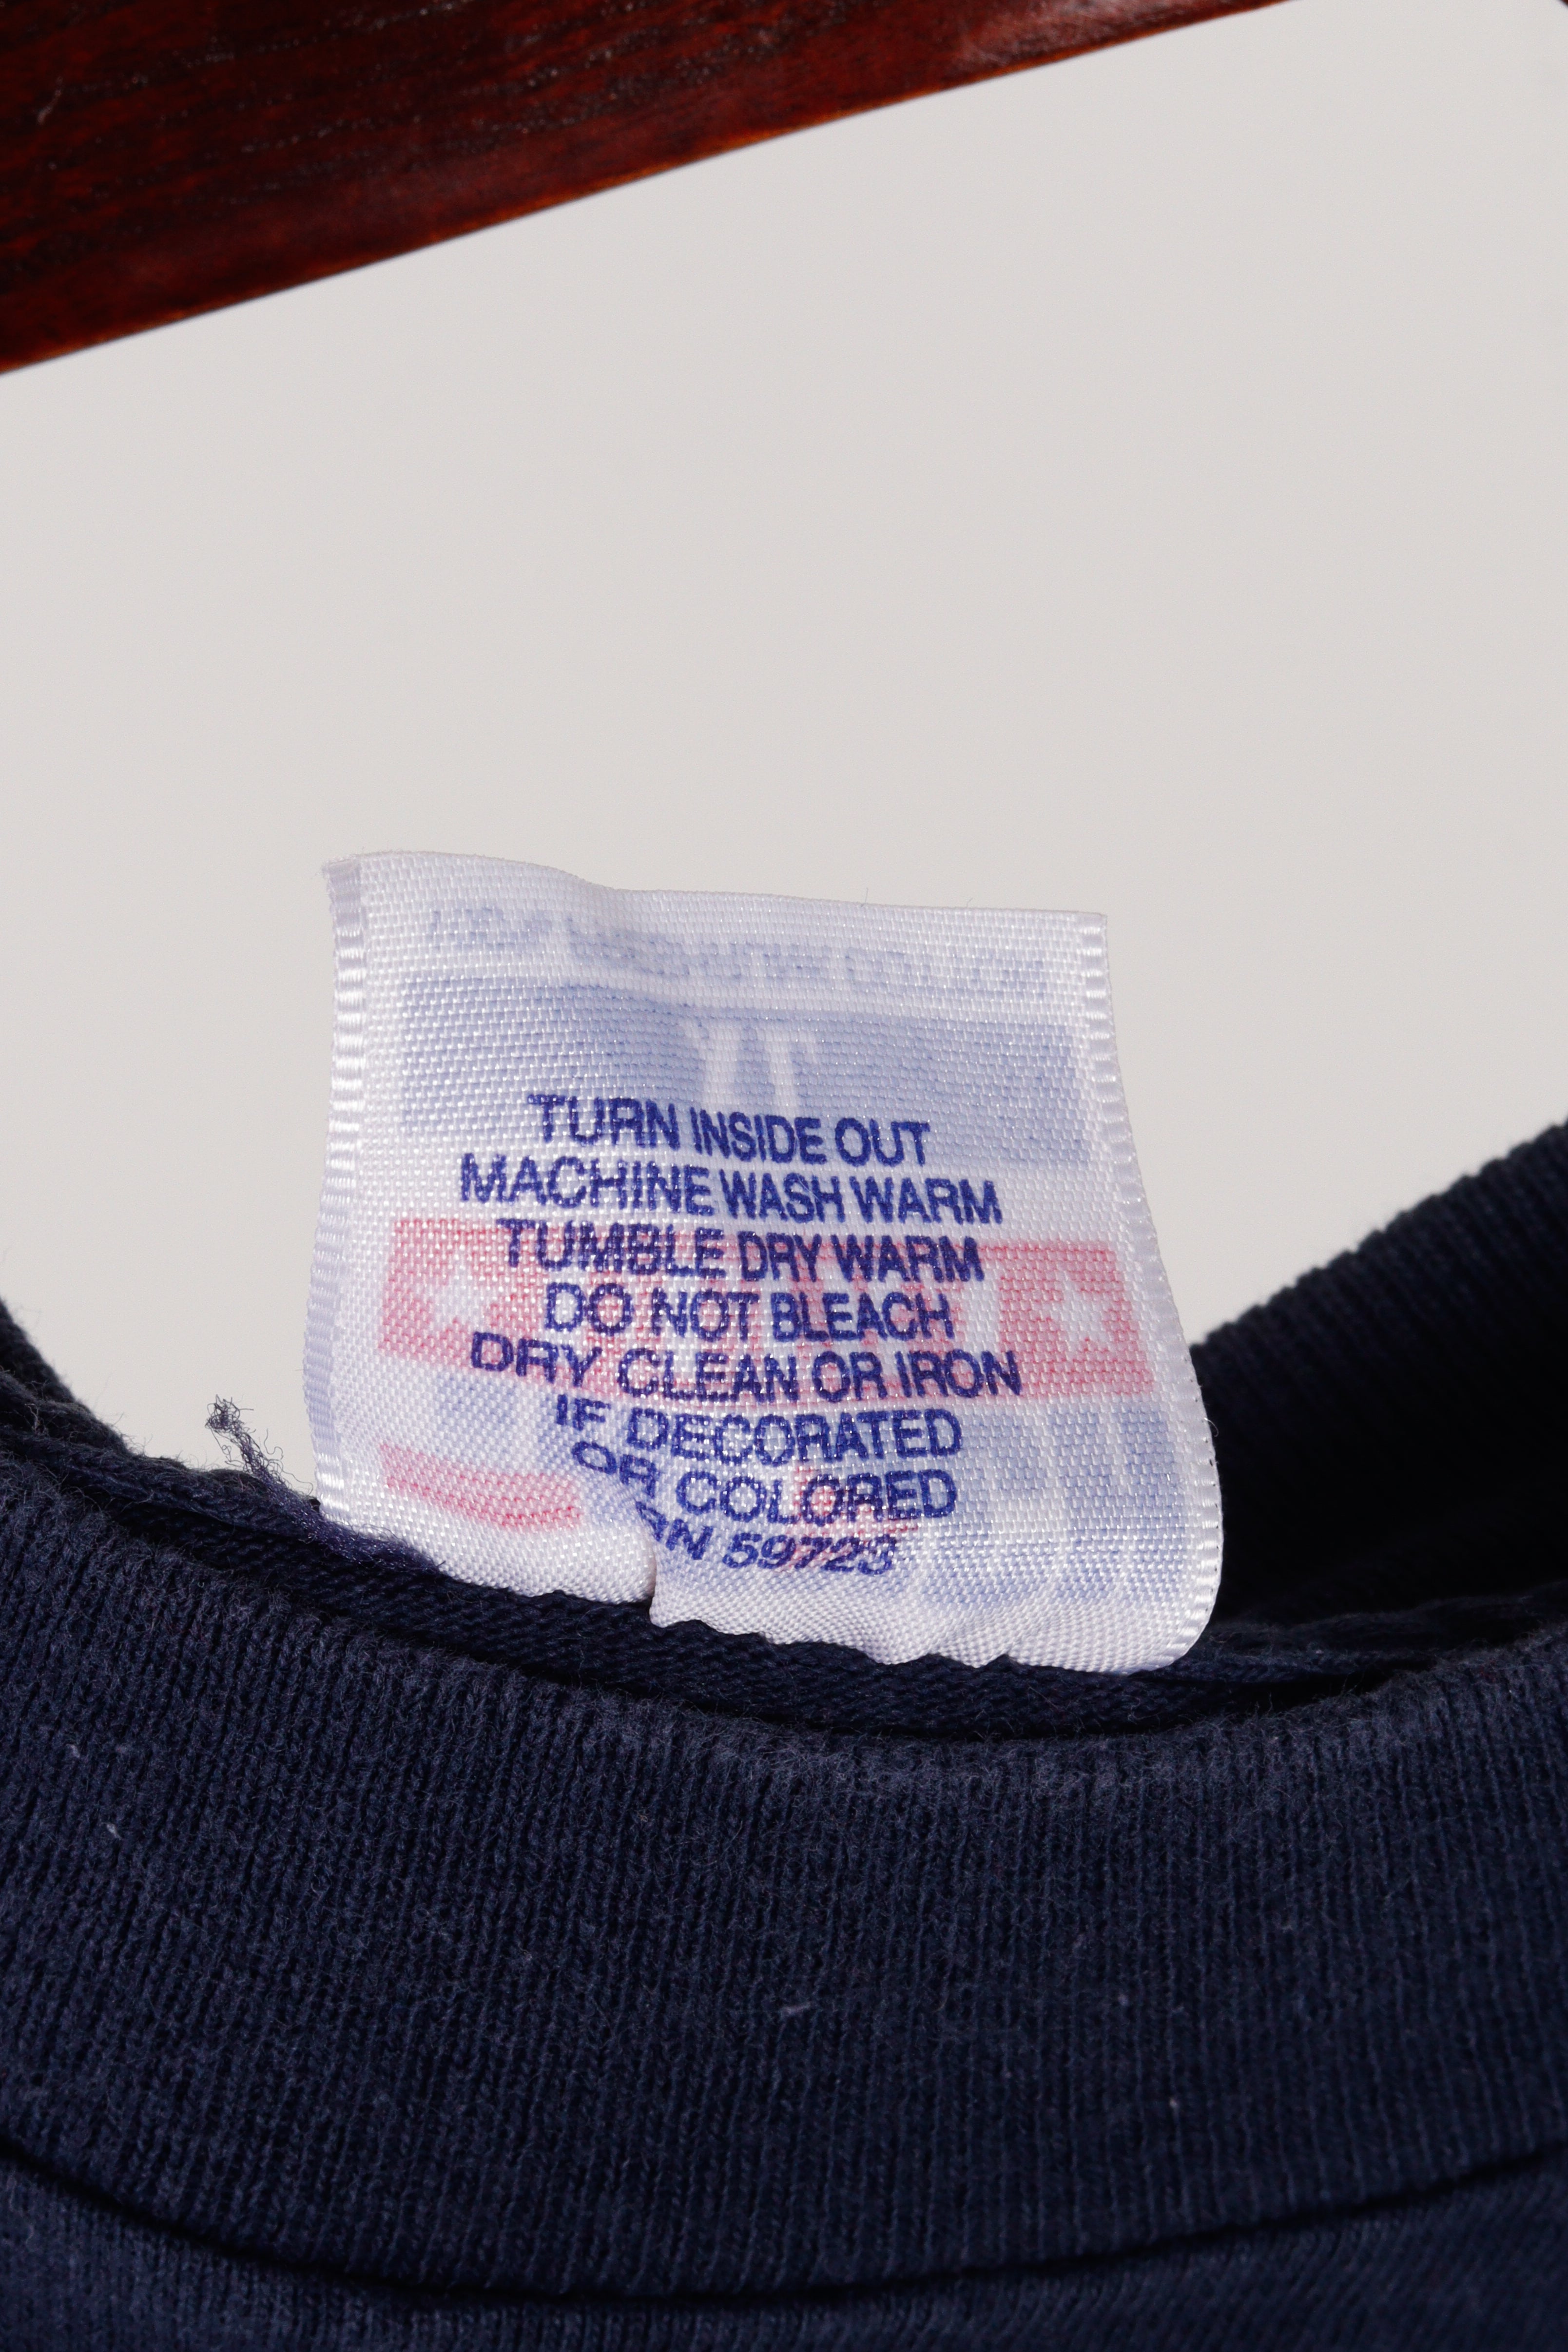 TURN INSIDE OUT
MACHINE WASH WARM
TUMBLE DRY WARM
DO NOT BLEACH
DRY CLEAN OR IRON
IF DECORATED
OR COLORED
59723